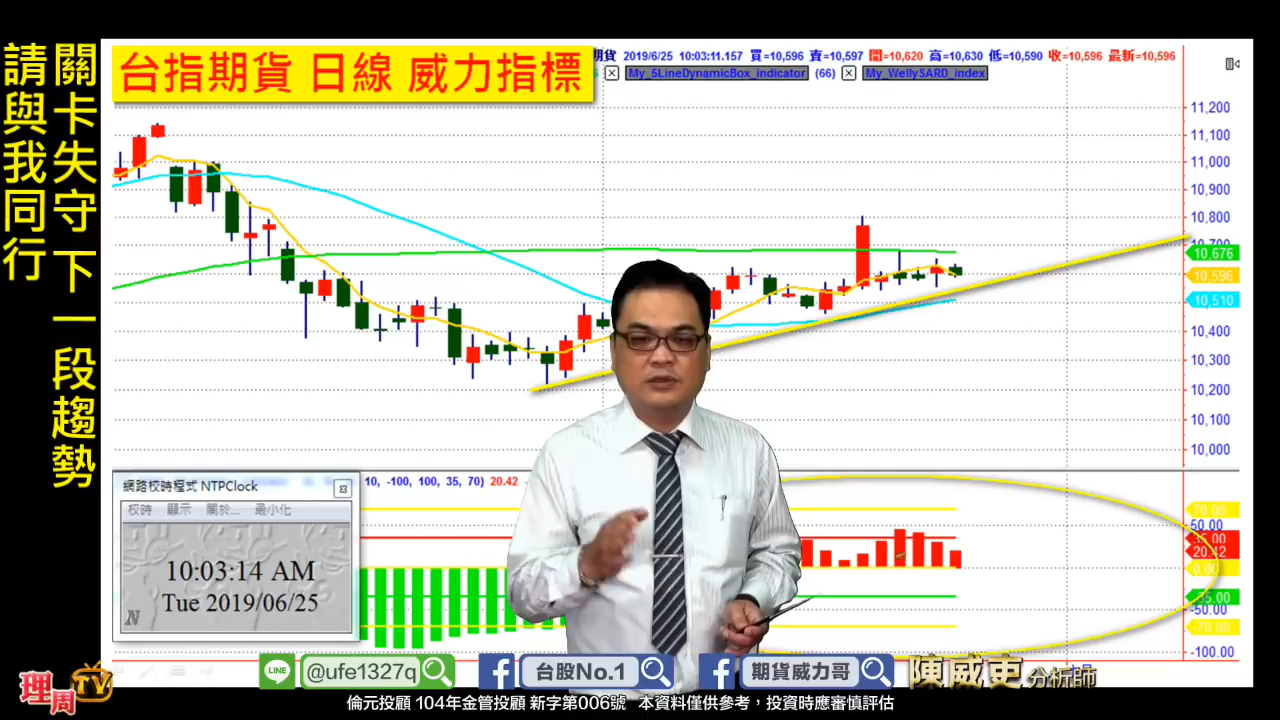 關卡失守 下一段趨勢
請與我同行
台指期貨 日線 威力指標
期貨 2019/6/25 10:03:11.157 買=10,596 賣=10,597 開=10,620 高=10,630 低=10,590 收=10,596 最新=10,596
My_5LineDynamicBox_indicator (66) My_WellySARD_index
11,200
11,100
11,000
10,900
10,800
10,700
10,676
10,596
10,510
10,400
10,300
10,200
10,100
10,000
10, -100, 100, 35, 70) 20.42
70.00
50.00
35.00
20.42
0.00
-35.00
-50.00
-70.00
-100.00
網路校時程式 NTPClock
校時 顯示 關於... 最小化
10:03:14 AM
Tue 2019/06/25
N
理周TV
LINE @ufe1327q
f 台股No.1
f 期貨威力哥
陳威吏 分析師
倫元投顧 104年金管投顧 新字第006號 本資料僅供參考，投資時應審慎評估